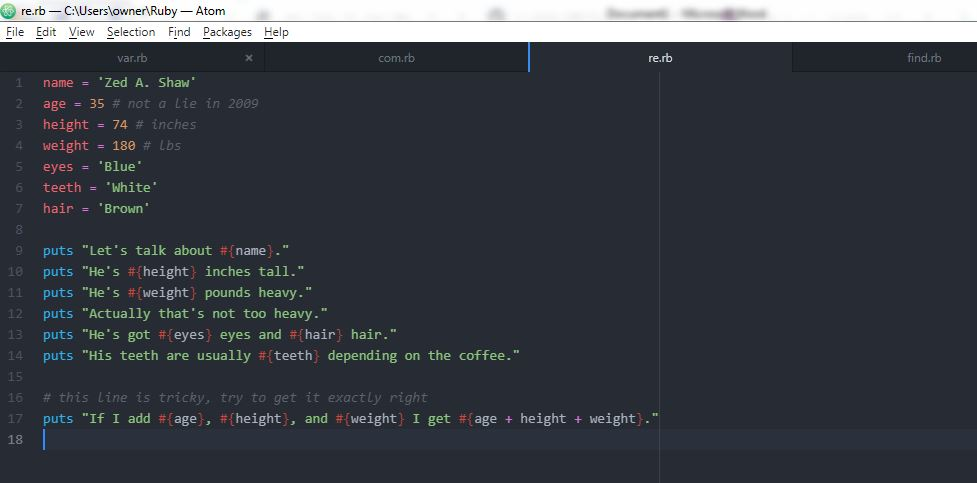 re.rb — C:\Users\owner\Ruby — Atom
File Edit View Selection Find Packages Help
var.rb × com.rb re.rb find.rb
1 name = 'Zed A. Shaw'
2 age = 35 # not a lie in 2009
3 height = 74 # inches
4 weight = 180 # lbs
5 eyes = 'Blue'
6 teeth = 'White'
7 hair = 'Brown'
8
9 puts "Let's talk about #{name}."
10 puts "He's #{height} inches tall."
11 puts "He's #{weight} pounds heavy."
12 puts "Actually that's not too heavy."
13 puts "He's got #{eyes} eyes and #{hair} hair."
14 puts "His teeth are usually #{teeth} depending on the coffee."
15
16 # this line is tricky, try to get it exactly right
17 puts "If I add #{age}, #{height}, and #{weight} I get #{age + height + weight}."
18